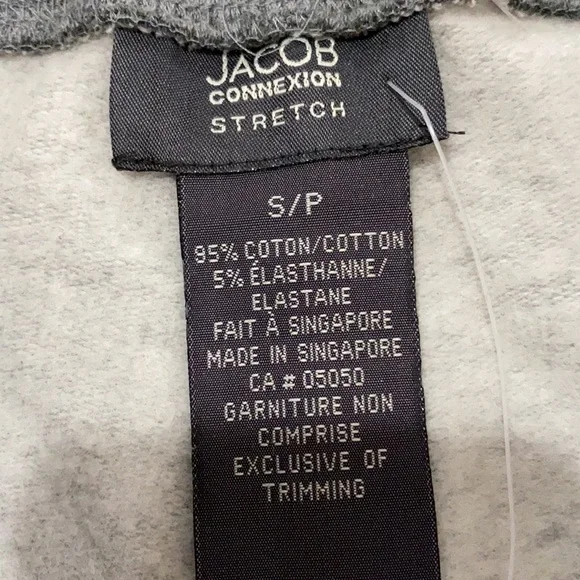 JACOB
CONNEXION
STRETCH
S/P
95% COTON/COTTON
5% ÉLASTHANNE/
ELASTANE
FAIT À SINGAPORE
MADE IN SINGAPORE
CA # 05050
GARNITURE NON
COMPRISE
EXCLUSIVE OF
TRIMMING